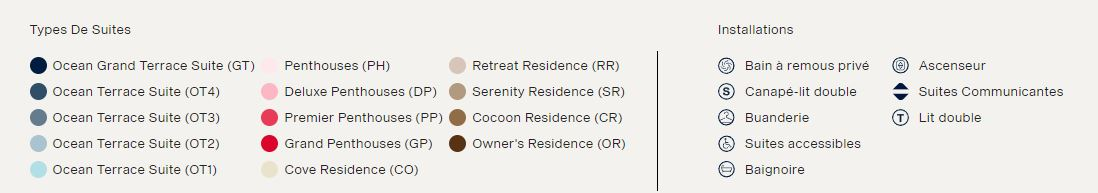 Types De Suites
Ocean Grand Terrace Suite (GT)
Ocean Terrace Suite (OT4)
Ocean Terrace Suite (OT3)
Ocean Terrace Suite (OT2)
Ocean Terrace Suite (OT1)
Penthouses (PH)
Deluxe Penthouses (DP)
Premier Penthouses (PP)
Grand Penthouses (GP)
Cove Residence (CO)
Retreat Residence (RR)
Serenity Residence (SR)
Cocoon Residence (CR)
Owner's Residence (OR)
Installations
Bain à remous privé
S Canapé-lit double
Buanderie
Suites accessibles
Baignoire
Ascenseur
Suites Communicantes
T Lit double